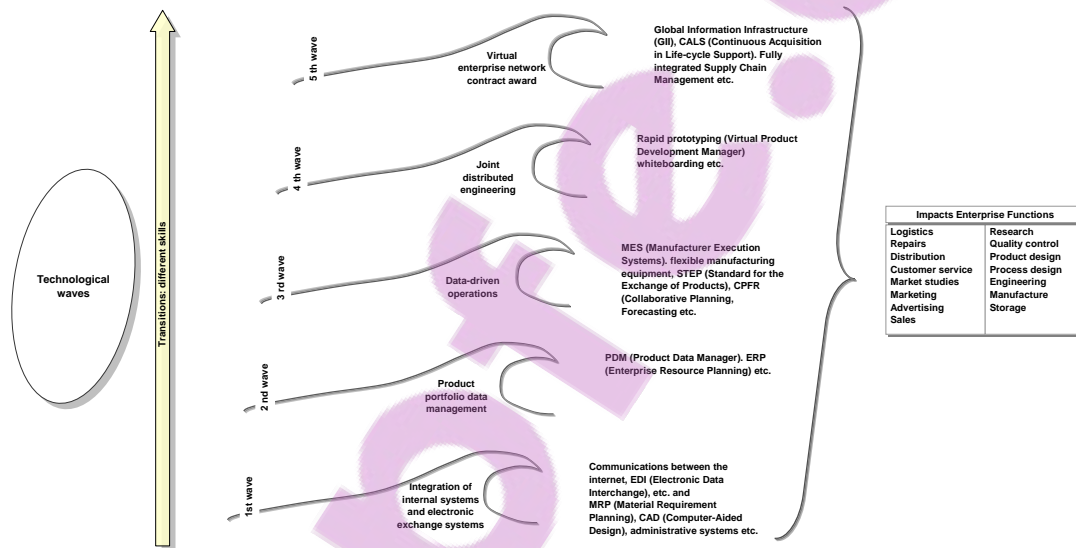 Technological
waves
Transitions: different skills
5 th wave
Virtual
enterprise network
contract award
Global Information Infrastructure
(GII), CALS (Continuous Acquisition
in Life-cycle Support). Fully
integrated Supply Chain
Management etc.
4 th wave
Joint
distributed
engineering
Rapid prototyping (Virtual Product
Development Manager)
whiteboarding etc.
3 rd wave
Data-driven
operations
MES (Manufacturer Execution
Systems). flexible manufacturing
equipment, STEP (Standard for the
Exchange of Products), CPFR
(Collaborative Planning,
Forecasting etc.
2 nd wave
Product
portfolio data
management
PDM (Product Data Manager). ERP
(Enterprise Resource Planning) etc.
1st wave
Integration of
internal systems
and electronic
exchange systems
Communications between the
internet, EDI (Electronic Data
Interchange), etc. and
MRP (Material Requirement
Planning), CAD (Computer-Aided
Design), administrative systems etc.
Impacts Enterprise Functions
Logistics
Repairs
Distribution
Customer service
Market studies
Marketing
Advertising
Sales
Research
Quality control
Product design
Process design
Engineering
Manufacture
Storage